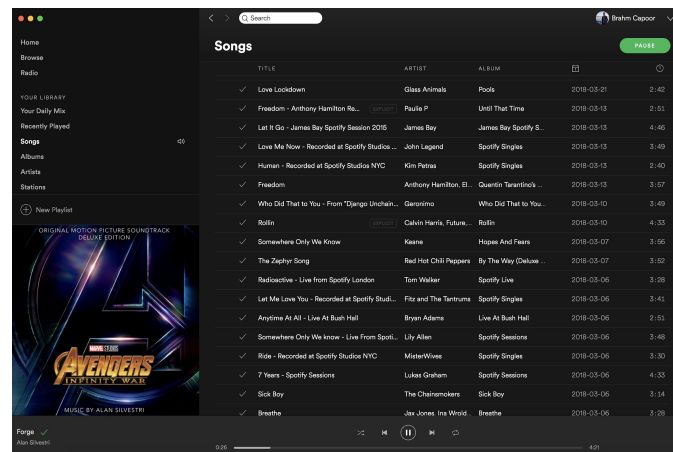 Search
Brahm Capoor
Home
Browse
Radio
YOUR LIBRARY
Your Daily Mix
Recently Played
Songs
Albums
Artists
Stations
New Playlist
ORIGINAL MOTION PICTURE SOUNDTRACK
DELUXE EDITION
MARVEL STUDIOS
AVENGERS
INFINITY WAR
MUSIC BY ALAN SILVESTRI
Songs
PAUSE
TITLE ARTIST ALBUM
Love Lockdown Glass Animals Pools 2018-03-21 2:42
Freedom - Anthony Hamilton Re... EXPLICIT Paulie P Until That Time 2018-03-13 2:51
Let It Go - James Bay Spotify Session 2015 James Bay James Bay Spotify S... 2018-03-13 4:46
Love Me Now - Recorded at Spotify Studios ... John Legend Spotify Singles 2018-03-13 3:49
Human - Recorded at Spotify Studios NYC Kim Petras Spotify Singles 2018-03-13 2:40
Freedom Anthony Hamilton, El... Quentin Tarantino's ... 2018-03-13 3:57
Who Did That to You - From "Django Unchain... Geronimo Who Did That to You... 2018-03-10 3:49
Rollin EXPLICIT Calvin Harris, Future,... Rollin 2018-03-10 4:33
Somewhere Only We Know Keane Hopes And Fears 2018-03-07 3:56
The Zephyr Song Red Hot Chili Peppers By The Way (Deluxe ... 2018-03-07 3:52
Radioactive - Live from Spotify London Tom Walker Spotify Live 2018-03-06 3:28
Let Me Love You - Recorded at Spotify Studi... Fitz and The Tantrums Spotify Singles 2018-03-06 3:41
Anytime At All - Live At Bush Hall Bryan Adams Live At Bush Hall 2018-03-06 2:51
Somewhere Only We know - Live From Spoti... Lily Allen Spotify Sessions 2018-03-06 3:48
Ride - Recorded at Spotify Studios NYC MisterWives Spotify Singles 2018-03-06 3:30
7 Years - Spotify Sessions Lukas Graham Spotify Sessions 2018-03-06 4:33
Sick Boy The Chainsmokers Sick Boy 2018-03-06 3:14
Breathe Jax Jones, Ina Wrold... Breathe 2018-03-06 3:28
Forge
Alan Silvestri
0:26 4:21